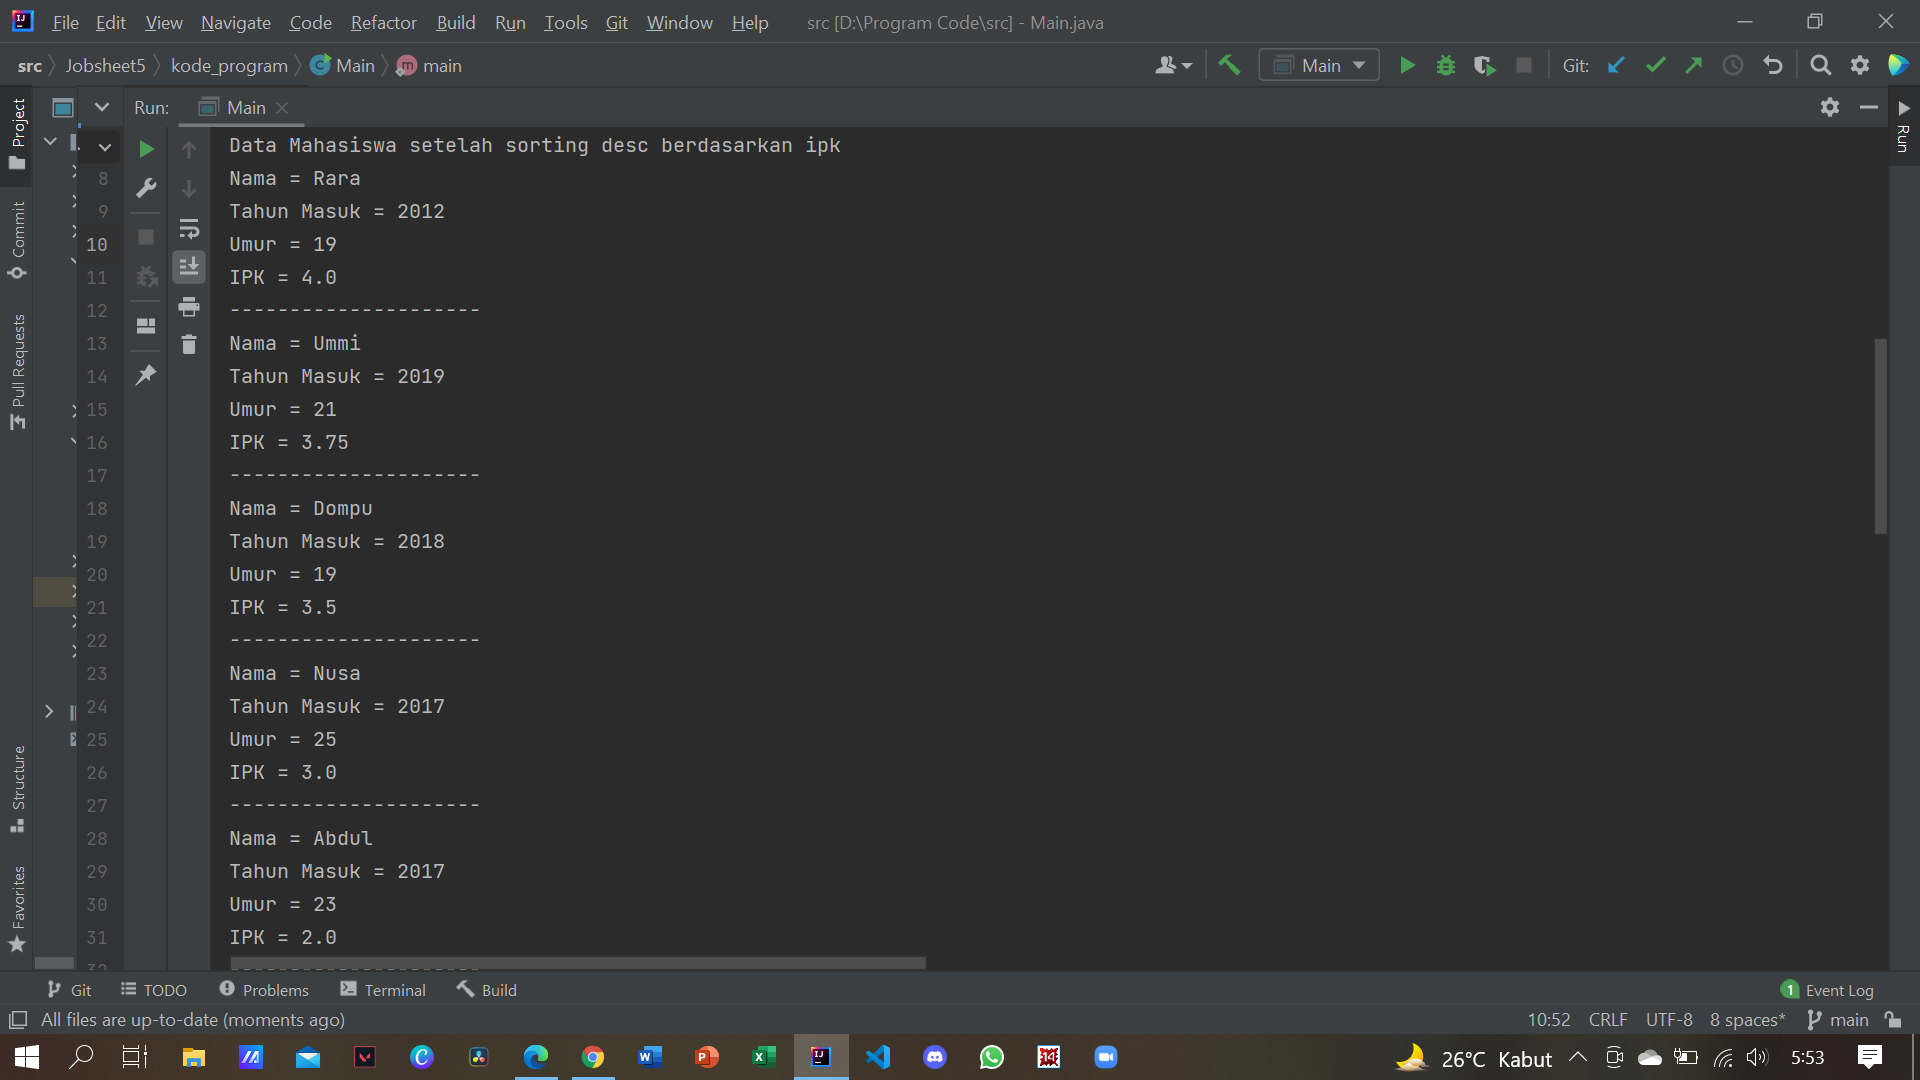 File Edit View Navigate Code Refactor Build Run Tools Git Window Help src [D:\Program Code\src] - Main.java
src Jobsheet5 kode_program Main main
Main Git:
Project
Commit
Pull Requests
Structure
Favorites
Run: Main
Run
8
9
10
11
12
13
14
15
16
17
18
19
20
21
22
23
24
25
26
27
28
29
30
31
32
Data Mahasiswa setelah sorting desc berdasarkan ipk
Nama = Rara
Tahun Masuk = 2012
Umur = 19
IPK = 4.0
---------------------
Nama = Ummi
Tahun Masuk = 2019
Umur = 21
IPK = 3.75
---------------------
Nama = Dompu
Tahun Masuk = 2018
Umur = 19
IPK = 3.5
---------------------
Nama = Nusa
Tahun Masuk = 2017
Umur = 25
IPK = 3.0
---------------------
Nama = Abdul
Tahun Masuk = 2017
Umur = 23
IPK = 2.0
---------------------
Git TODO Problems Terminal Build 1 Event Log
All files are up-to-date (moments ago) 10:52 CRLF UTF-8 8 spaces* main
26°C Kabut 5:53